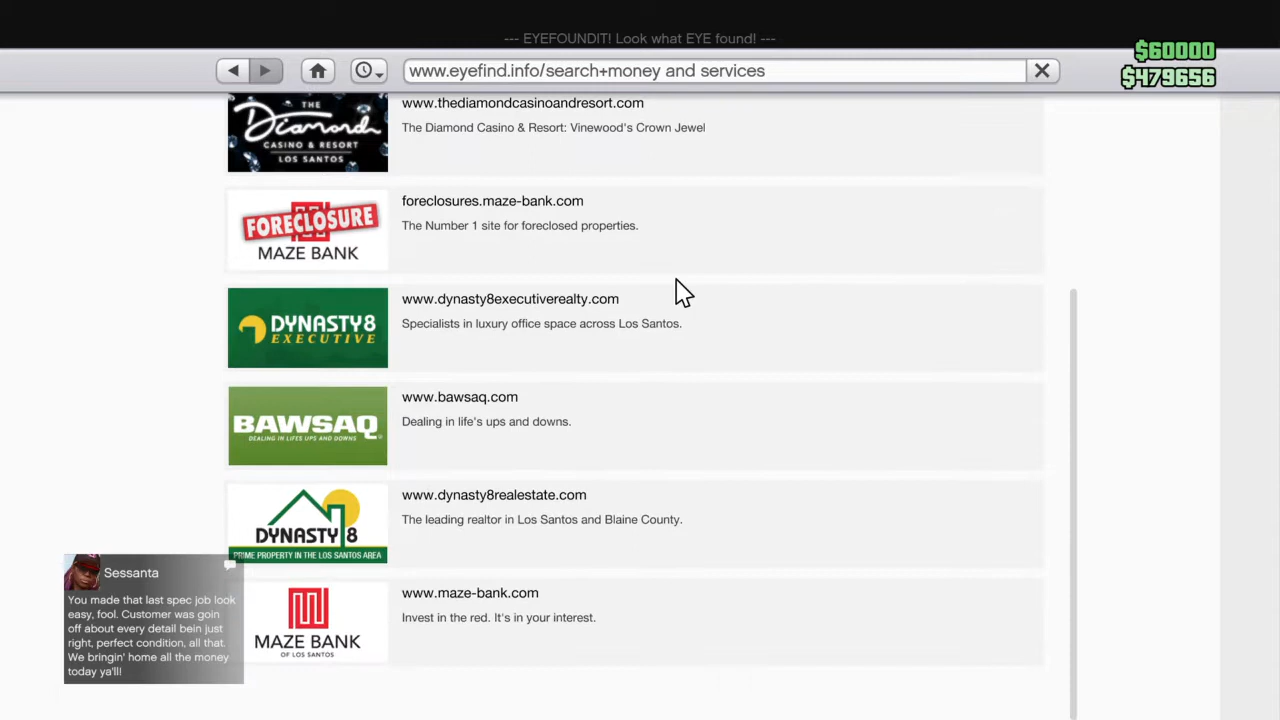 --- EYEFOUNDIT! Look what EYE found! ---
$60000
www.eyefind.info/search+money and services
$479656
THE
Diamond
CASINO & RESORT
LOS SANTOS
www.thediamondcasinoandresort.com
The Diamond Casino & Resort: Vinewood's Crown Jewel
FORECLOSURE
MAZE BANK
foreclosures.maze-bank.com
The Number 1 site for foreclosed properties.
DYNASTY8
EXECUTIVE
www.dynasty8executiverealty.com
Specialists in luxury office space across Los Santos.
BAWSAQ
DEALING IN LIFE'S UPS AND DOWNS
www.bawsaq.com
Dealing in life's ups and downs.
DYNASTY 8
PRIME PROPERTY IN THE LOS SANTOS AREA
www.dynasty8realestate.com
The leading realtor in Los Santos and Blaine County.
Sessanta
You made that last spec job look
easy, fool. Customer was goin
off about every detail bein just
right, perfect condition, all that.
We bringin' home all the money
today ya'll!
MAZE BANK
OF LOS SANTOS
www.maze-bank.com
Invest in the red. It's in your interest.